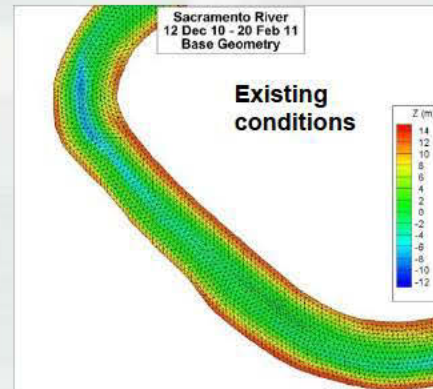 Sacramento River
12 Dec 10 - 20 Feb 11
Base Geometry
Existing
conditions
Z (m
14
12
10
8
6
4
2
0
-2
-4
-6
-8
-10
-12